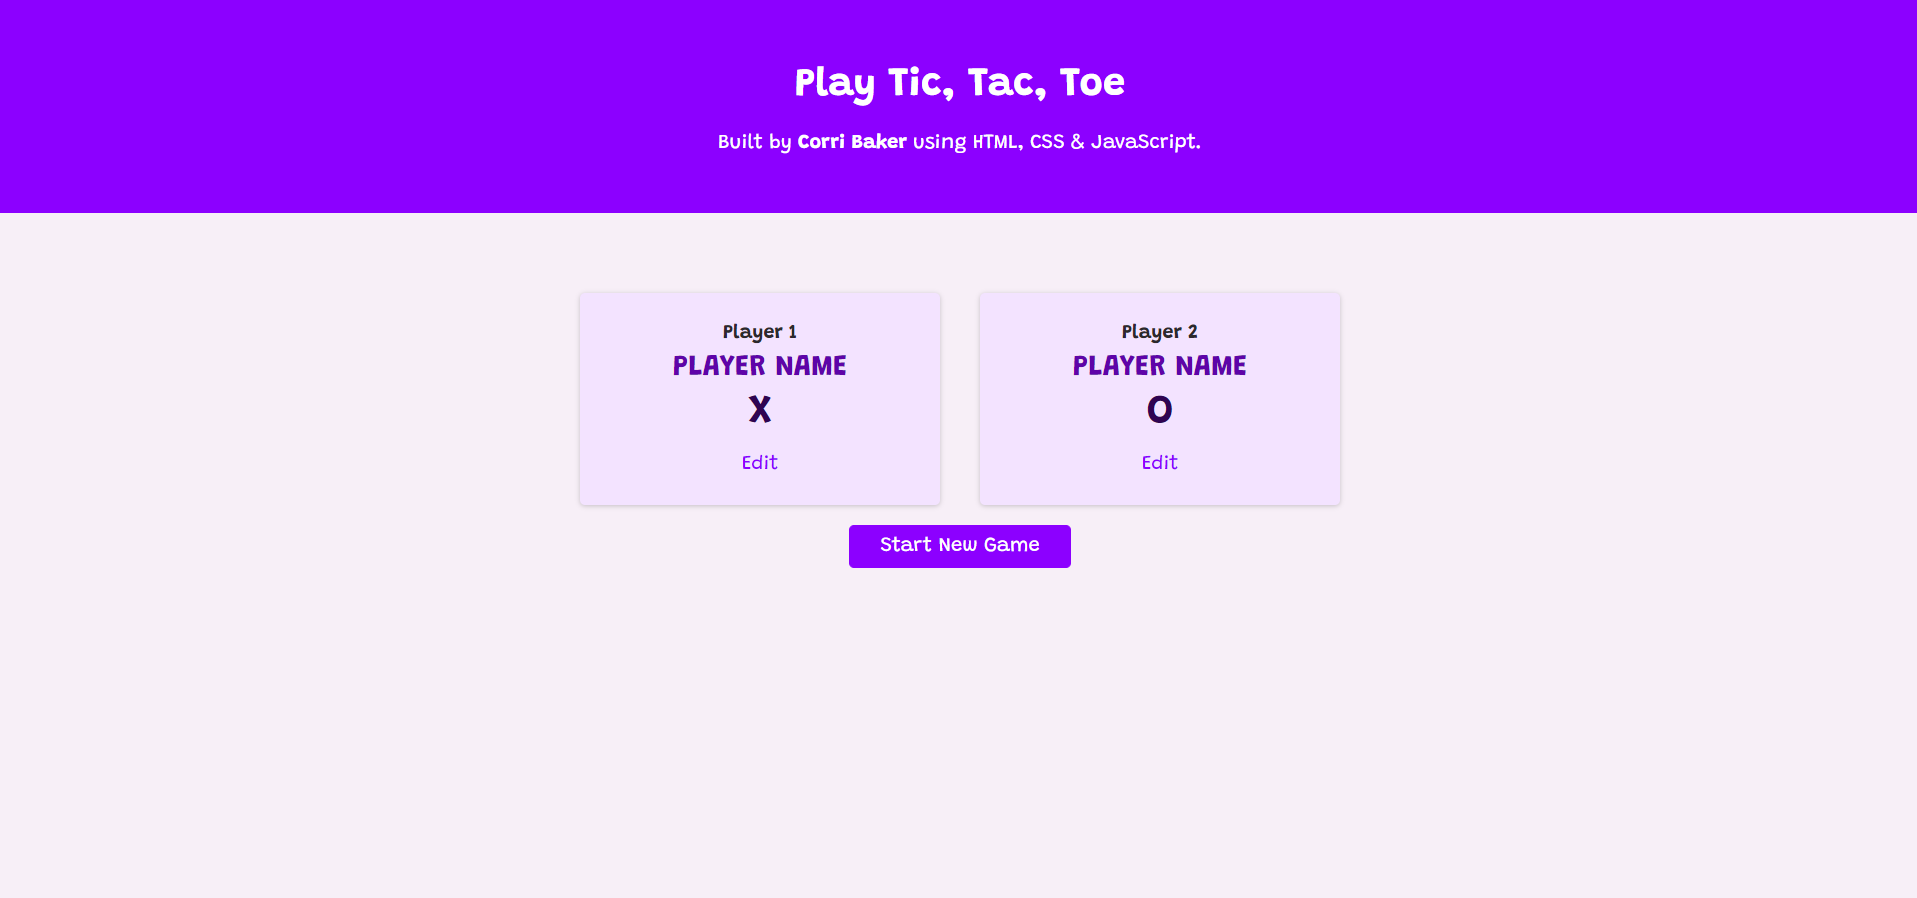 Play Tic, Tac, Toe
Built by Corri Baker using HTML, CSS & JavaScript.
Player 1
PLAYER NAME
X
Edit
Player 2
PLAYER NAME
O
Edit
Start New Game